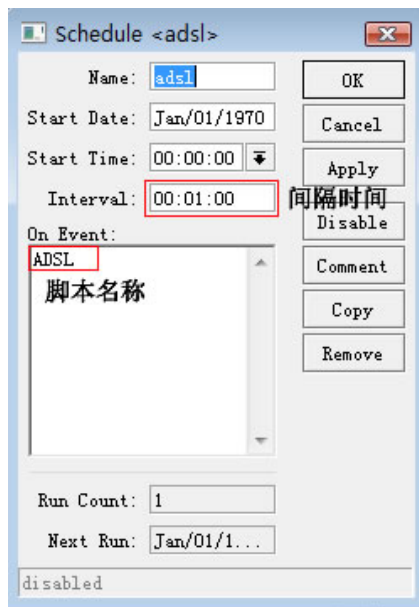 Schedule <adsl>
Name: adsl
OK
Start Date: Jan/01/1970
Cancel
Start Time: 00:00:00
Apply
Interval: 00:01:00
间隔时间
Disable
On Event:
ADSL
脚本名称
Comment
Copy
Remove
Run Count: 1
Next Run: Jan/01/1...
disabled